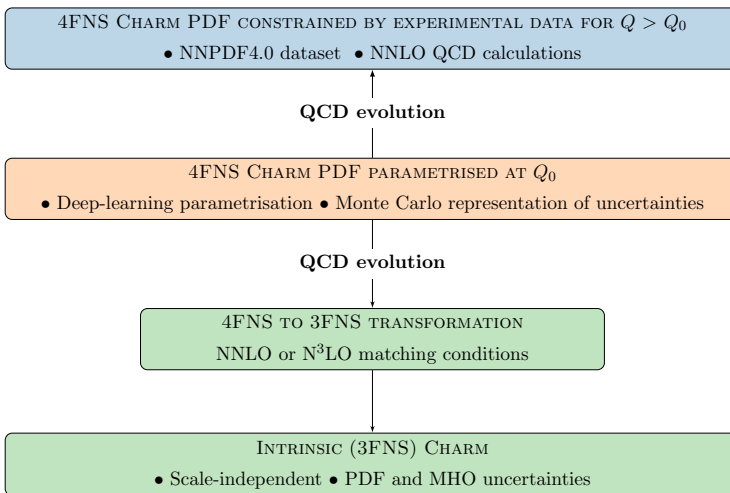 4FNS Charm PDF constrained by experimental data for Q > Q₀
• NNPDF4.0 dataset • NNLO QCD calculations
QCD evolution
4FNS Charm PDF parametrised at Q₀
• Deep-learning parametrisation • Monte Carlo representation of uncertainties
QCD evolution
4FNS to 3FNS transformation
NNLO or N³LO matching conditions
Intrinsic (3FNS) Charm
• Scale-independent • PDF and MHO uncertainties